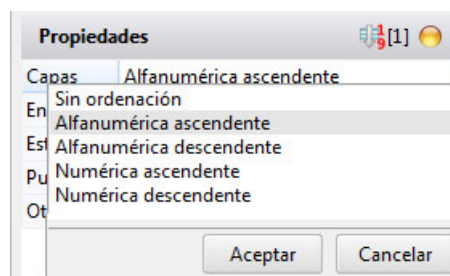 Propiedades [1]
Capas Alfanumérica ascendente
Sin ordenación
Alfanumérica ascendente
Alfanumérica descendente
Numérica ascendente
Numérica descendente
Aceptar Cancelar